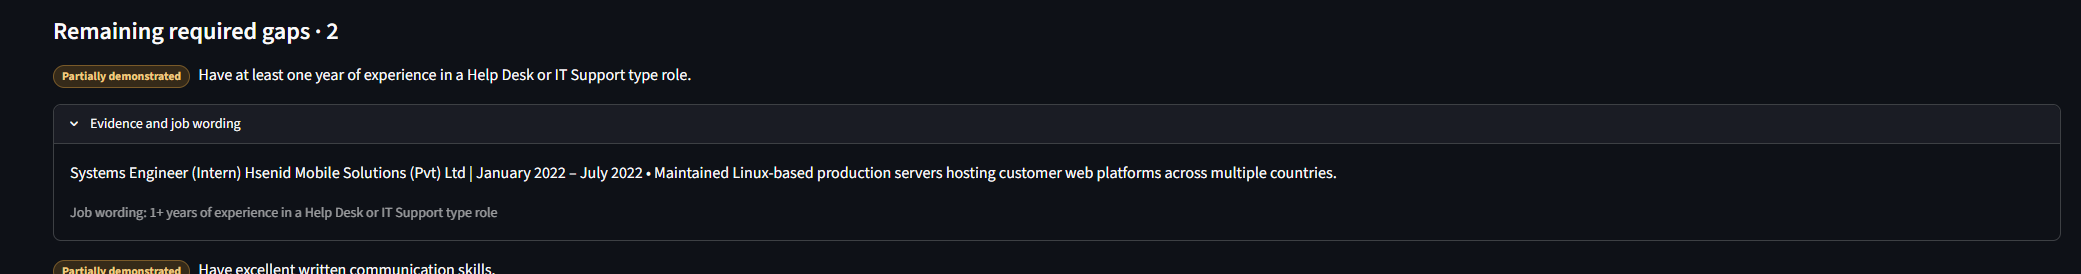 Remaining required gaps · 2
Partially demonstrated Have at least one year of experience in a Help Desk or IT Support type role.
Evidence and job wording
Systems Engineer (Intern) Hsenid Mobile Solutions (Pvt) Ltd | January 2022 – July 2022 • Maintained Linux-based production servers hosting customer web platforms across multiple countries.
Job wording: 1+ years of experience in a Help Desk or IT Support type role
Partially demonstrated Have excellent written communication skills.